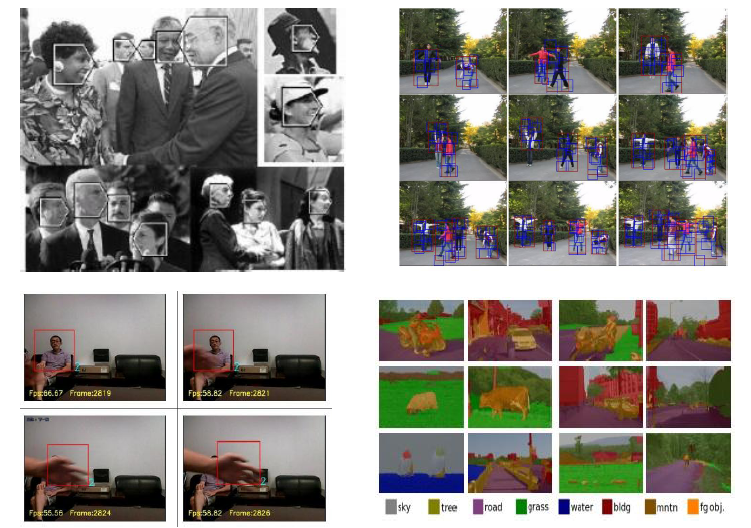 Fps:66.67 Frame:2819
Fps:58.82 Frame:2821
Fps:55.56 Frame:2824
Fps:58.82 Frame:2826
sky tree road grass water bldg mntn fg obj.